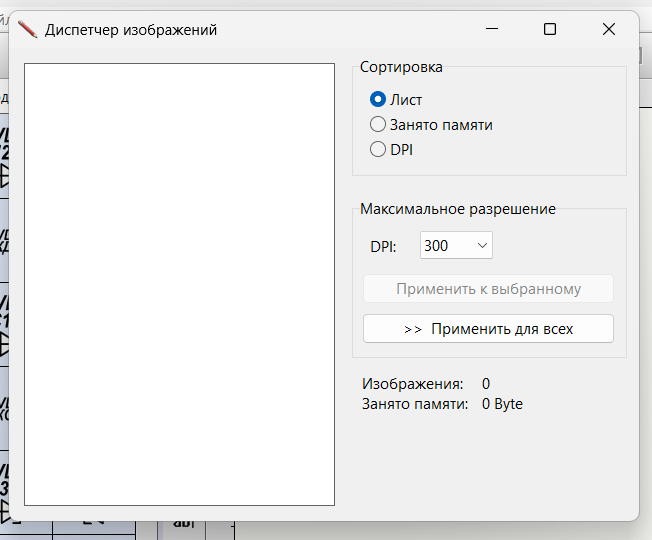 Диспетчер изображений
Сортировка
Лист
Занято памяти
DPI
Максимальное разрешение
DPI:
300
Применить к выбранному
>> Применить для всех
Изображения: 0
Занято памяти: 0 Byte